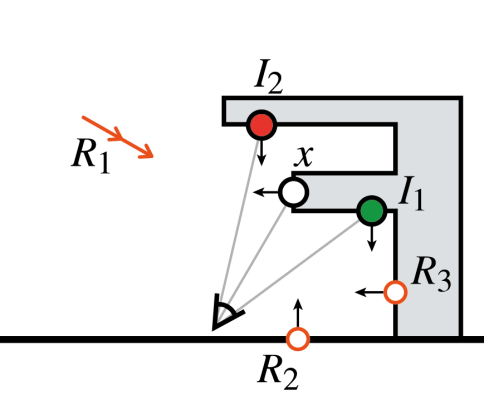 I₂
R₁
x
I₁
R₃
R₂